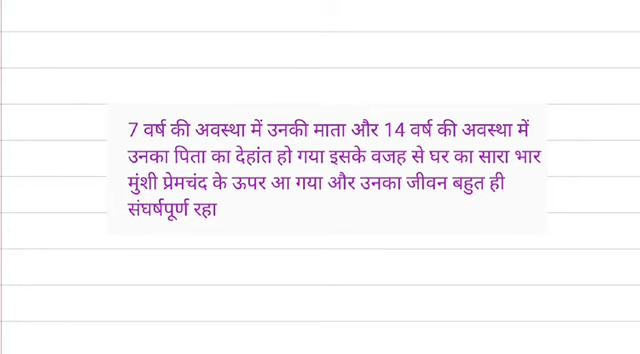 7 वर्ष की अवस्था में उनकी माता और 14 वर्ष की अवस्था में
उनका पिता का देहांत हो गया इसके वजह से घर का सारा भार
मुंशी प्रेमचंद के ऊपर आ गया और उनका जीवन बहुत ही
संघर्षपूर्ण रहा